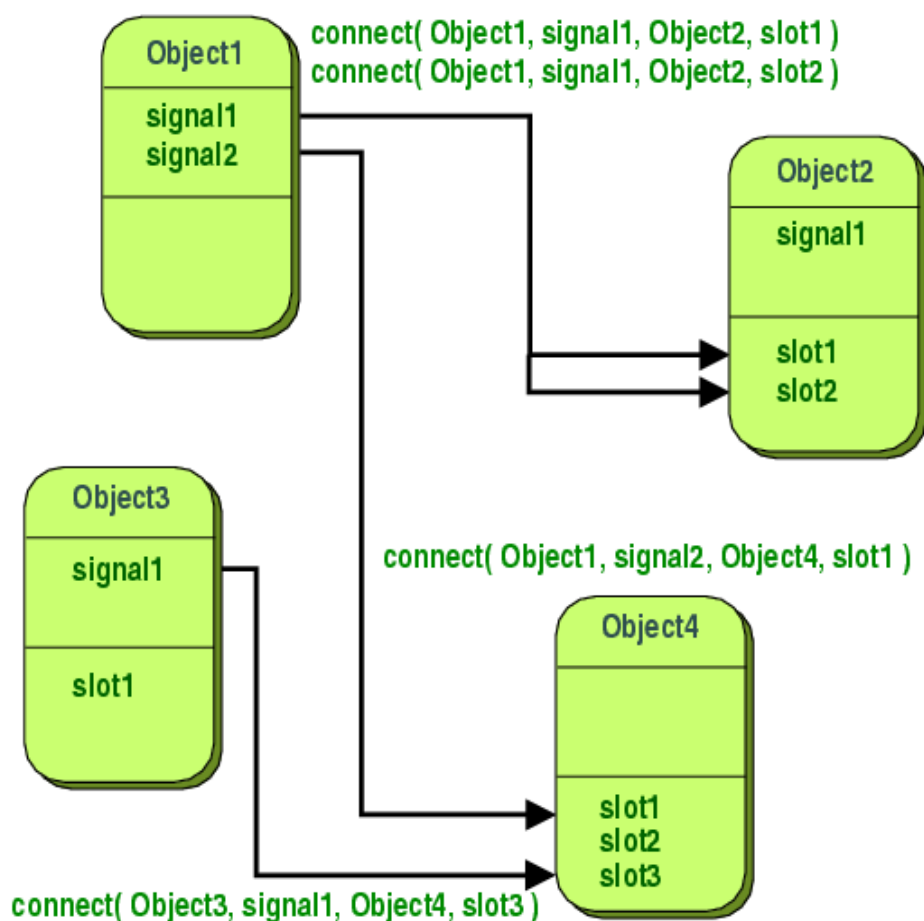 connect( Object1, signal1, Object2, slot1 )
connect( Object1, signal1, Object2, slot2 )
Object1
signal1
signal2
Object2
signal1
slot1
slot2
Object3
signal1
slot1
connect( Object1, signal2, Object4, slot1 )
Object4
slot1
slot2
slot3
connect( Object3, signal1, Object4, slot3 )